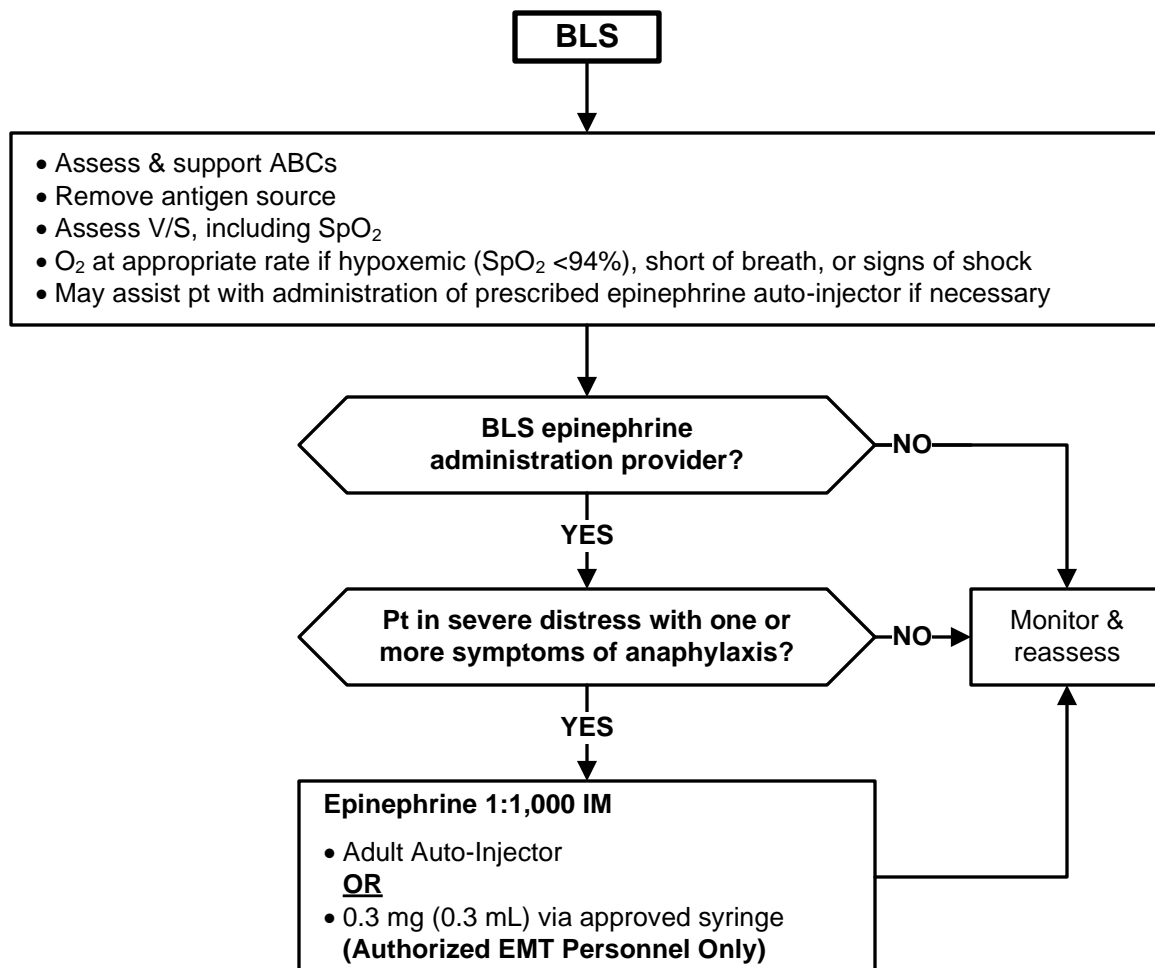 BLS
• Assess & support ABCs
• Remove antigen source
• Assess V/S, including SpO₂
• O₂ at appropriate rate if hypoxemic (SpO₂ <94%), short of breath, or signs of shock
• May assist pt with administration of prescribed epinephrine auto-injector if necessary
BLS epinephrine
administration provider?
NO
YES
Pt in severe distress with one or
more symptoms of anaphylaxis?
NO
Monitor &
reassess
YES
Epinephrine 1:1,000 IM
• Adult Auto-Injector
OR
• 0.3 mg (0.3 mL) via approved syringe
(Authorized EMT Personnel Only)